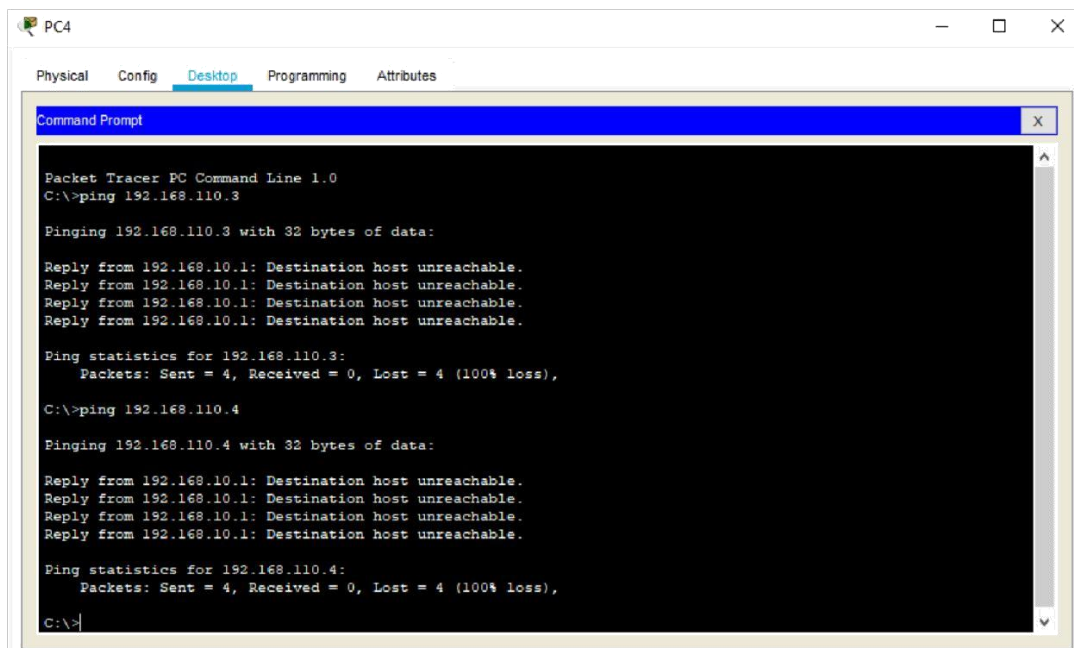 PC4
Physical Config Desktop Programming Attributes
Command Prompt
X
Packet Tracer PC Command Line 1.0
C:\>ping 192.168.110.3
Pinging 192.168.110.3 with 32 bytes of data:
Reply from 192.168.10.1: Destination host unreachable.
Reply from 192.168.10.1: Destination host unreachable.
Reply from 192.168.10.1: Destination host unreachable.
Reply from 192.168.10.1: Destination host unreachable.
Ping statistics for 192.168.110.3:
Packets: Sent = 4, Received = 0, Lost = 4 (100% loss),
C:\>ping 192.168.110.4
Pinging 192.168.110.4 with 32 bytes of data:
Reply from 192.168.10.1: Destination host unreachable.
Reply from 192.168.10.1: Destination host unreachable.
Reply from 192.168.10.1: Destination host unreachable.
Reply from 192.168.10.1: Destination host unreachable.
Ping statistics for 192.168.110.4:
Packets: Sent = 4, Received = 0, Lost = 4 (100% loss),
C:\>